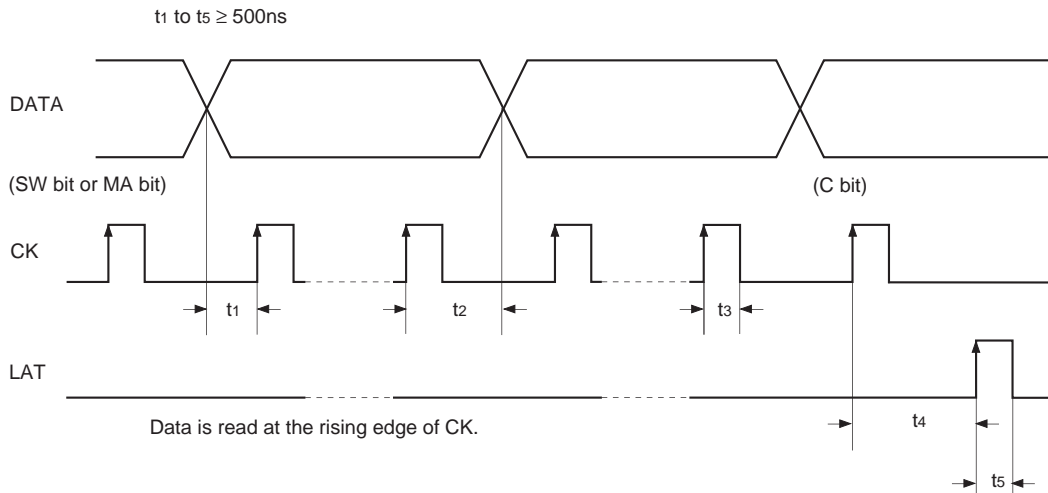 t1 to t5 ≥ 500ns
DATA
(SW bit or MA bit)
(C bit)
CK
t1
t2
t3
LAT
Data is read at the rising edge of CK.
t4
t5